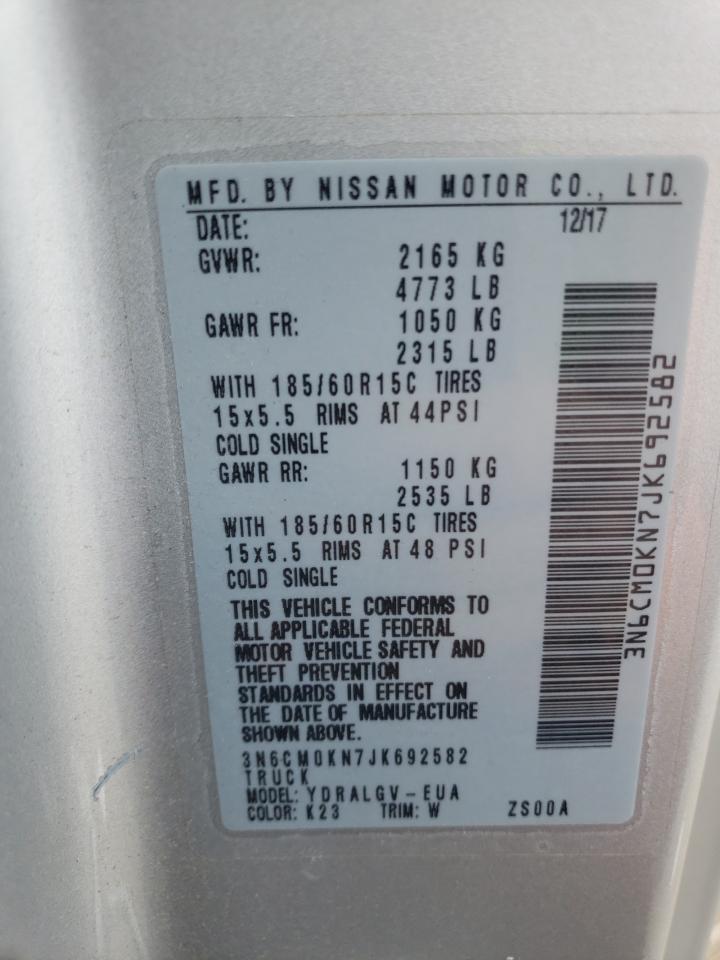 MFD. BY NISSAN MOTOR CO., LTD.
DATE: 12/17
GVWR: 2165 KG
4773 LB
GAWR FR: 1050 KG
2315 LB
WITH 185/60R15C TIRES
15x5.5 RIMS AT 44PSI
COLD SINGLE
GAWR RR: 1150 KG
2535 LB
WITH 185/60R15C TIRES
15x5.5 RIMS AT 48 PSI
COLD SINGLE
THIS VEHICLE CONFORMS TO
ALL APPLICABLE FEDERAL
MOTOR VEHICLE SAFETY AND
THEFT PREVENTION
STANDARDS IN EFFECT ON
THE DATE OF MANUFACTURE
SHOWN ABOVE.
3N6CM0KN7JK692582
TRUCK
MODEL: YDRALGV-EUA
COLOR: K23 TRIM: W ZS00A
3N6CM0KN7JK692582